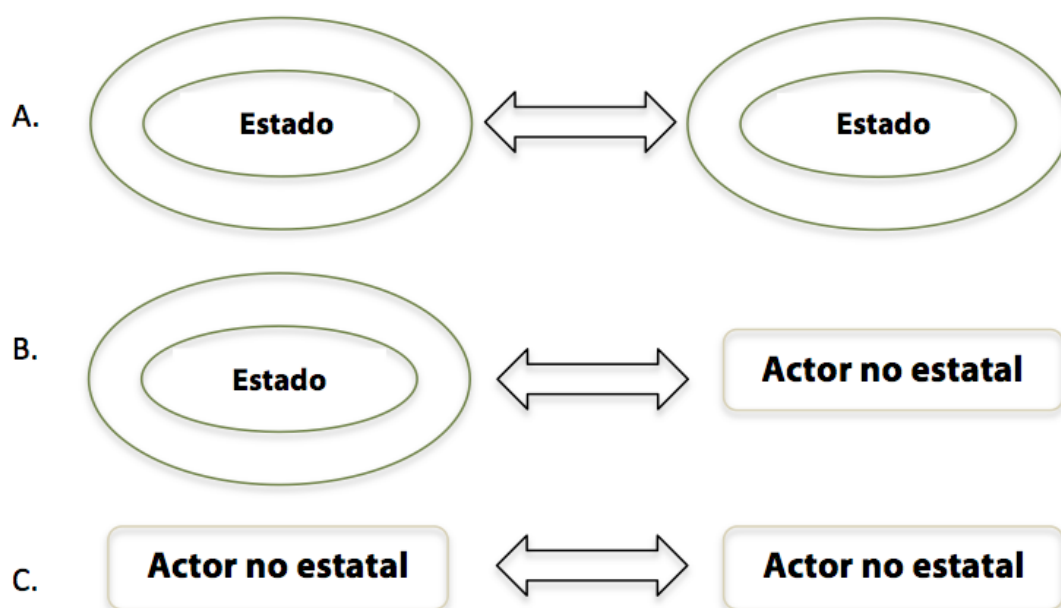 A.
Estado
Estado
B.
Estado
Actor no estatal
C.
Actor no estatal
Actor no estatal